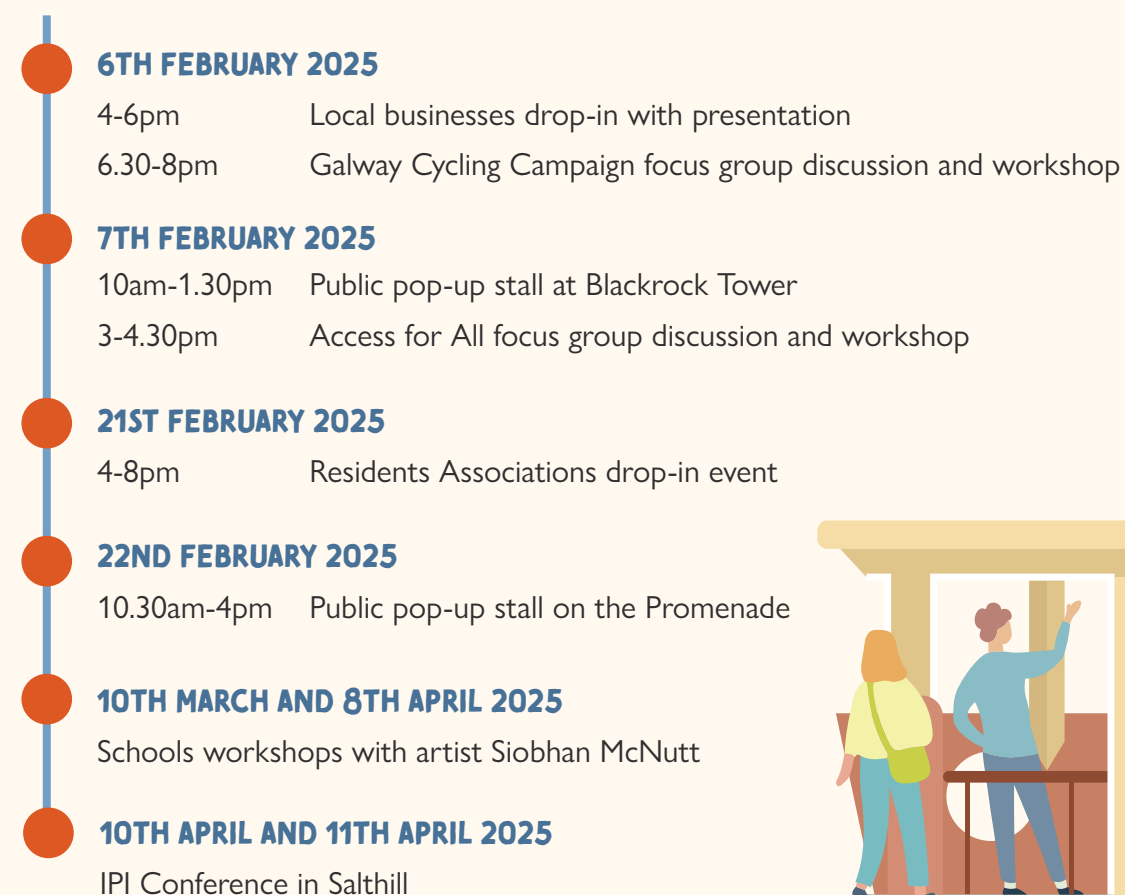 6TH FEBRUARY 2025
4-6pm Local businesses drop-in with presentation
6.30-8pm Galway Cycling Campaign focus group discussion and workshop
7TH FEBRUARY 2025
10am-1.30pm Public pop-up stall at Blackrock Tower
3-4.30pm Access for All focus group discussion and workshop
21ST FEBRUARY 2025
4-8pm Residents Associations drop-in event
22ND FEBRUARY 2025
10.30am-4pm Public pop-up stall on the Promenade
10TH MARCH AND 8TH APRIL 2025
Schools workshops with artist Siobhan McNutt
10TH APRIL AND 11TH APRIL 2025
IPI Conference in Salthill